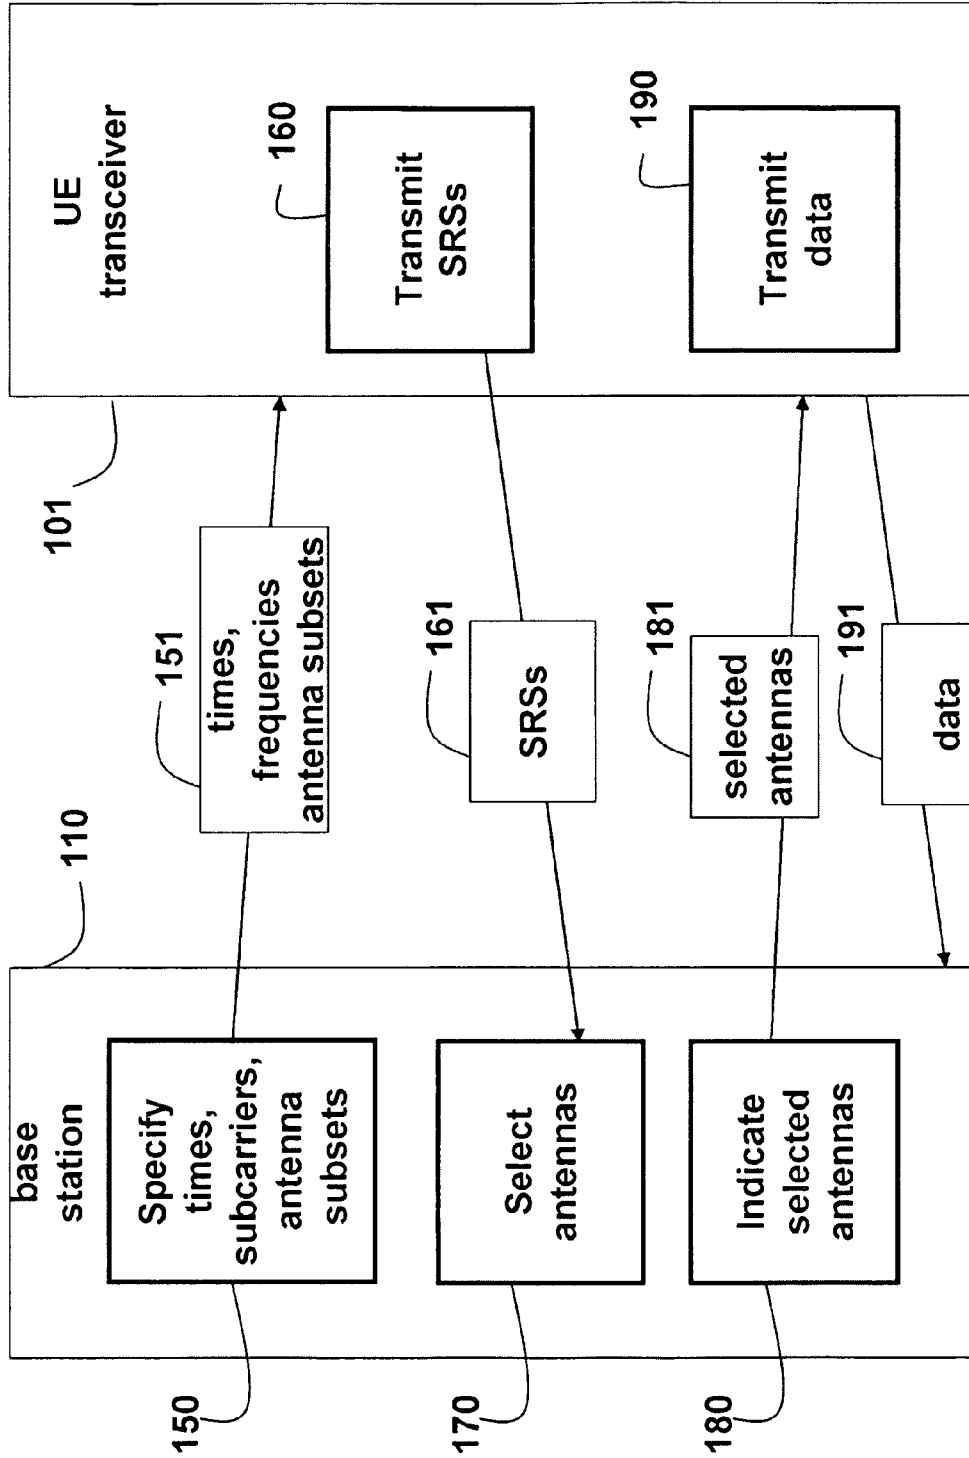 base
station
110
150
Specify
times,
subcarriers,
antenna
subsets
170
Select
antennas
180
Indicate
selected
antennas
151
times,
frequencies
antenna subsets
161
SRSs
181
selected
antennas
191
data
101
UE
transceiver
160
Transmit
SRSs
190
Transmit
data